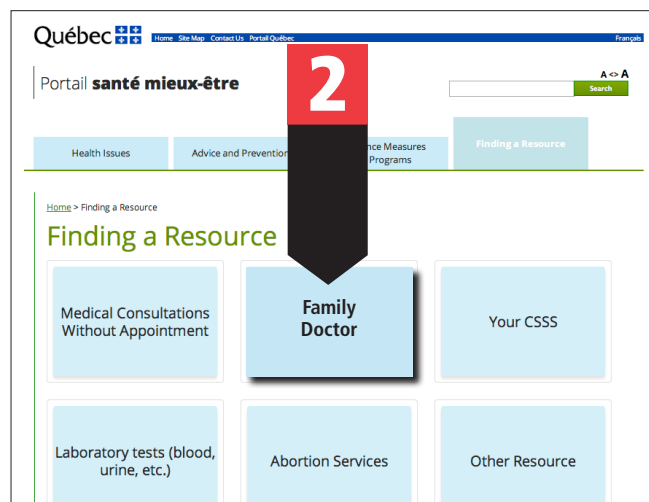 Québec
Home Site Map Contact Us Portail Québec Français
Portail santé mieux-être
A <> A
Search
2
Health Issues
Advice and Prevention
nce Measures
Programs
Finding a Resource
Home > Finding a Resource
Finding a Resource
Medical Consultations
Without Appointment
Family
Doctor
Your CSSS
Laboratory tests (blood,
urine, etc.)
Abortion Services
Other Resource